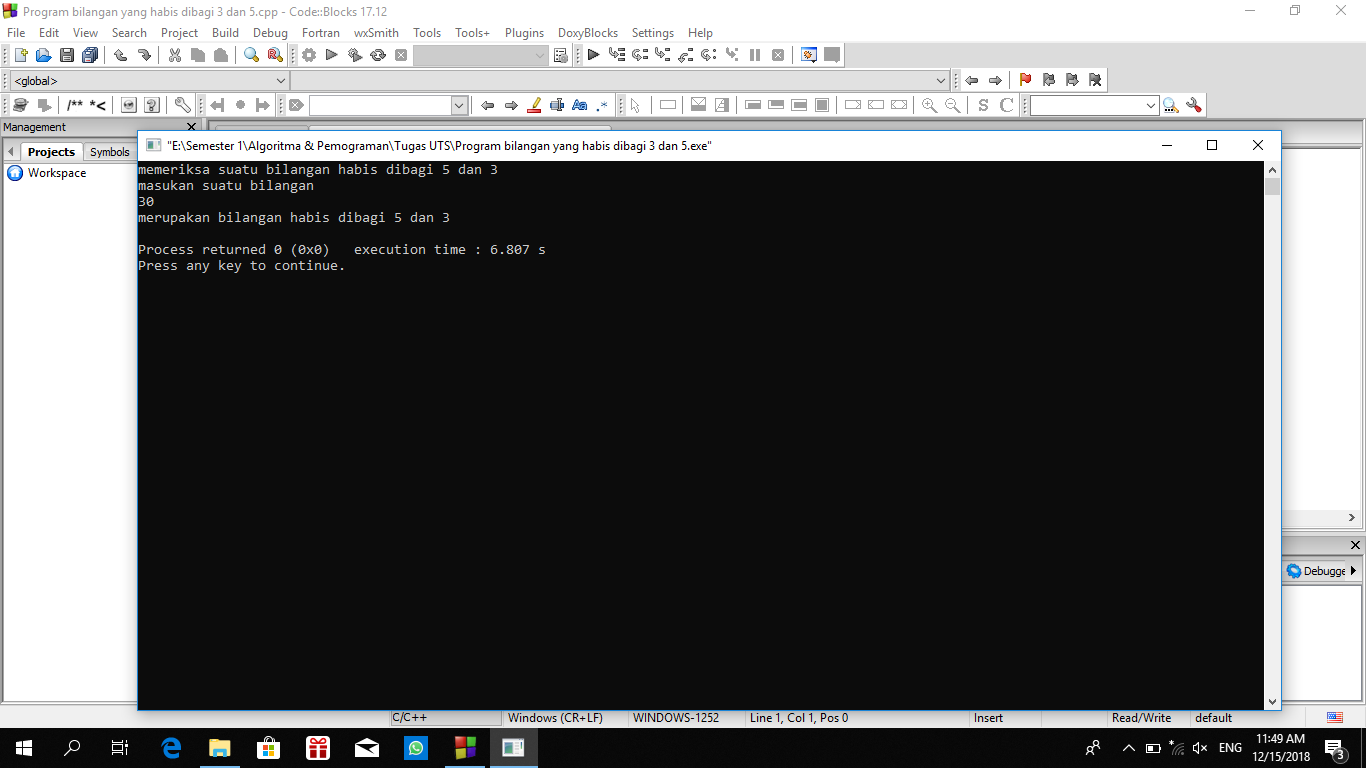 Program bilangan yang habis dibagi 3 dan 5.cpp - Code::Blocks 17.12
File Edit View Search Project Build Debug Fortran wxSmith Tools Tools+ Plugins DoxyBlocks Settings Help
<global>
/** *<
Aa .*
S C
Management
Projects Symbols
Workspace
"E:\Semester 1\Algoritma & Pemograman\Tugas UTS\Program bilangan yang habis dibagi 3 dan 5.exe"
memeriksa suatu bilangan habis dibagi 5 dan 3
masukan suatu bilangan
30
merupakan bilangan habis dibagi 5 dan 3
Process returned 0 (0x0)   execution time : 6.807 s
Press any key to continue.
Debugge
C/C++ Windows (CR+LF) WINDOWS-1252 Line 1, Col 1, Pos 0 Insert Read/Write default
ENG
11:49 AM
12/15/2018
3